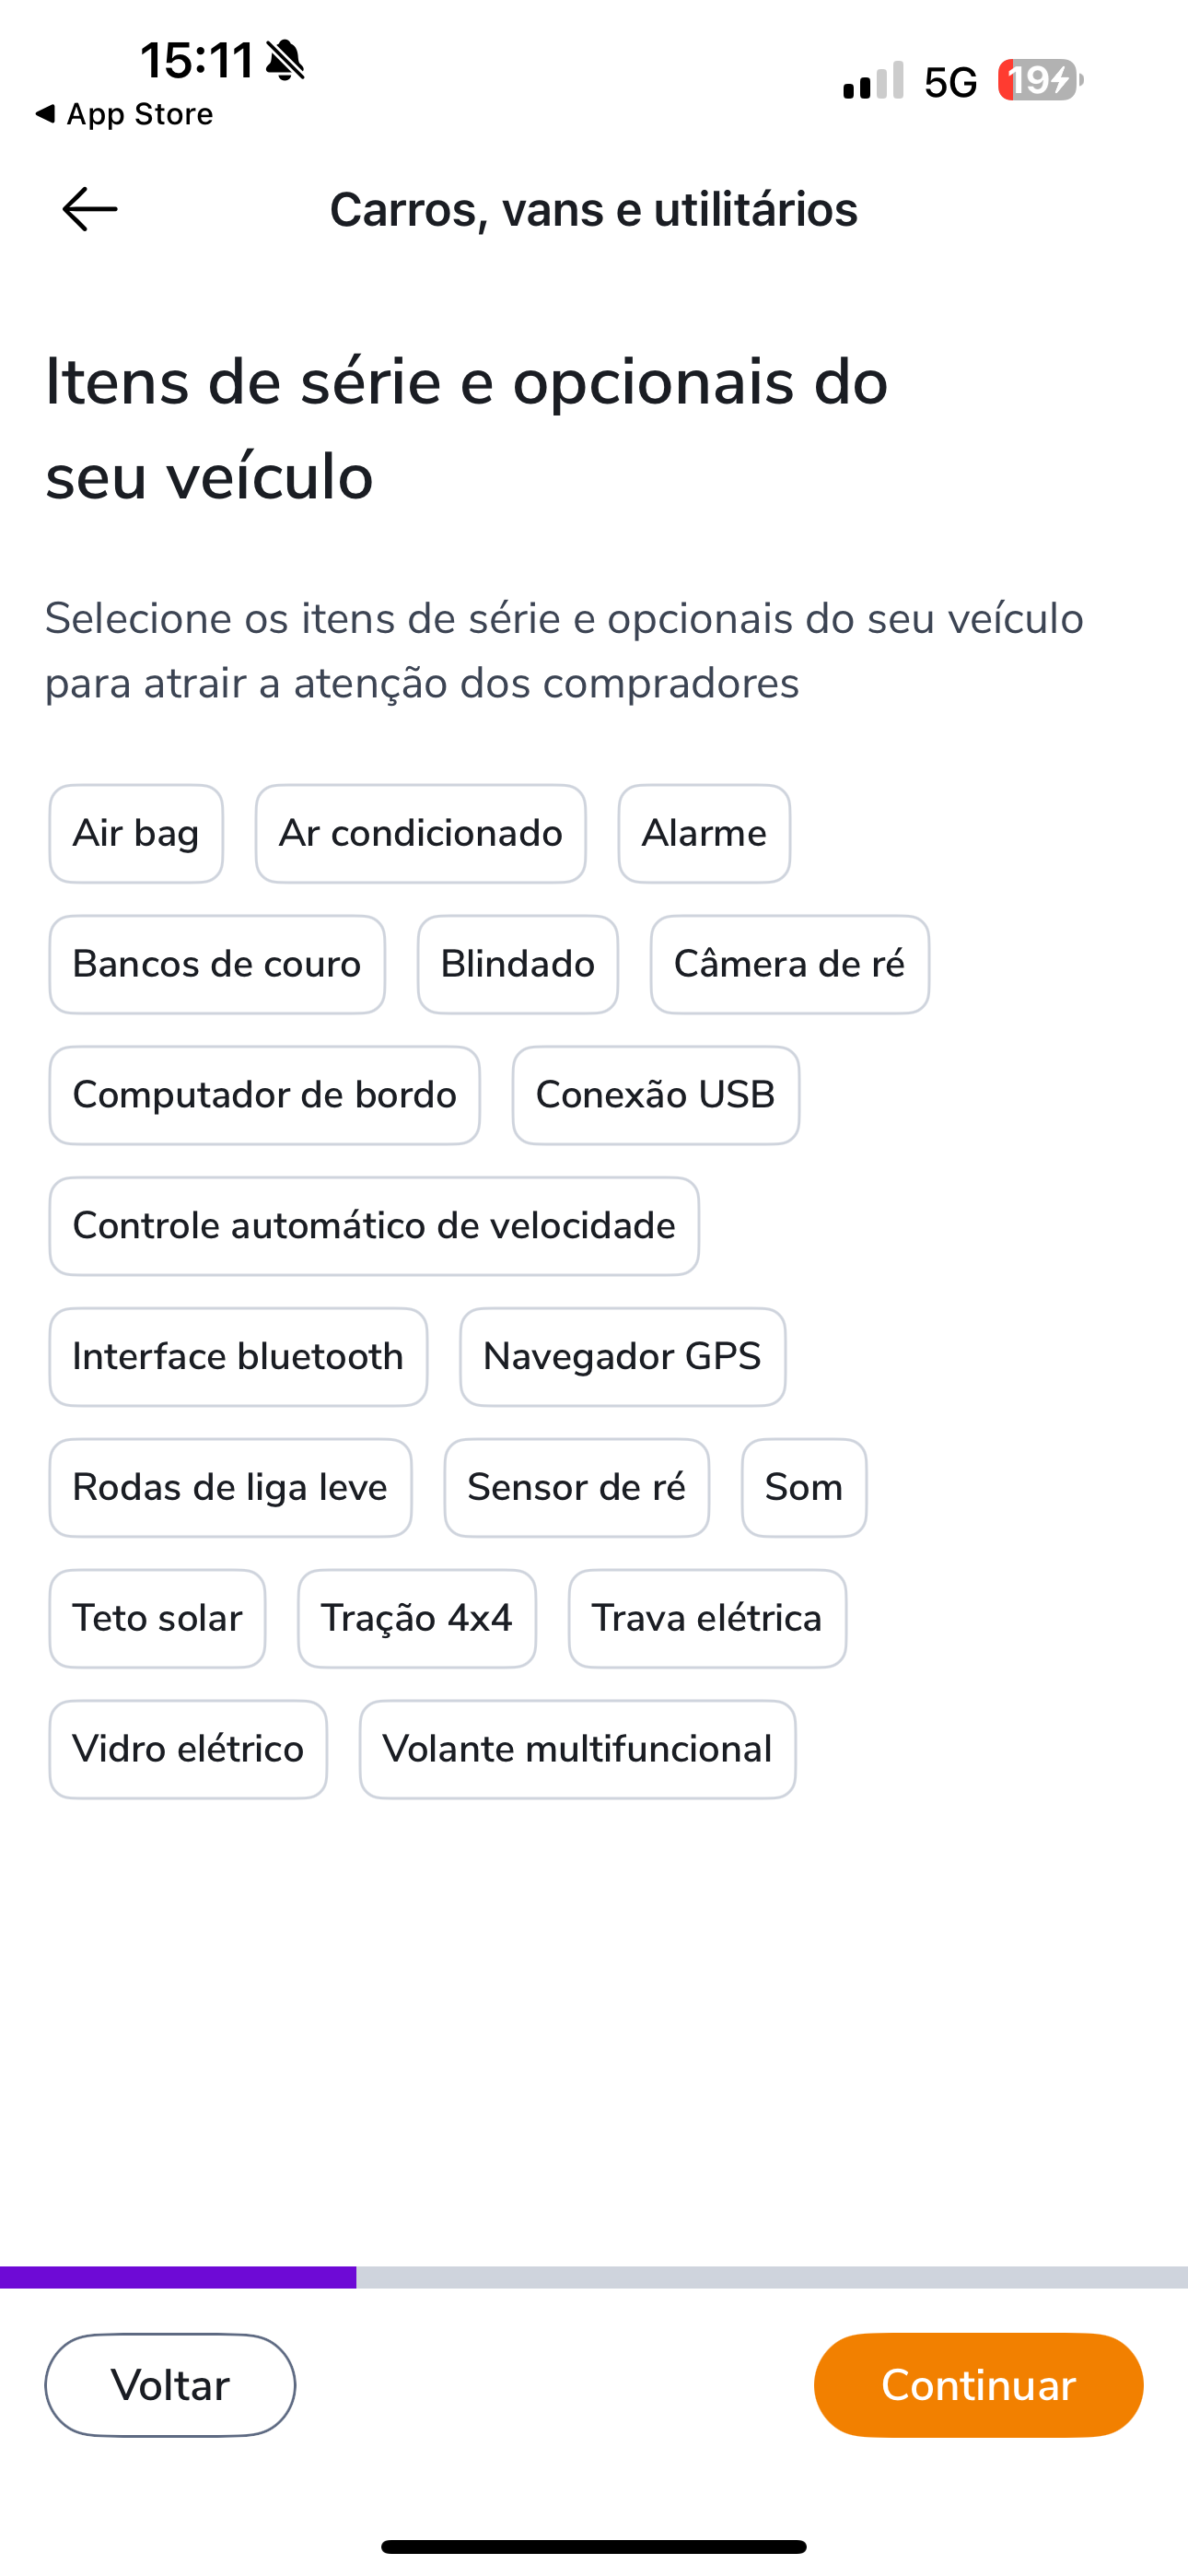 15:11
5G 19
App Store
Carros, vans e utilitários
Itens de série e opcionais do
seu veículo
Selecione os itens de série e opcionais do seu veículo
para atrair a atenção dos compradores
Air bag Ar condicionado Alarme
Bancos de couro Blindado Câmera de ré
Computador de bordo Conexão USB
Controle automático de velocidade
Interface bluetooth Navegador GPS
Rodas de liga leve Sensor de ré Som
Teto solar Tração 4x4 Trava elétrica
Vidro elétrico Volante multifuncional
Voltar Continuar